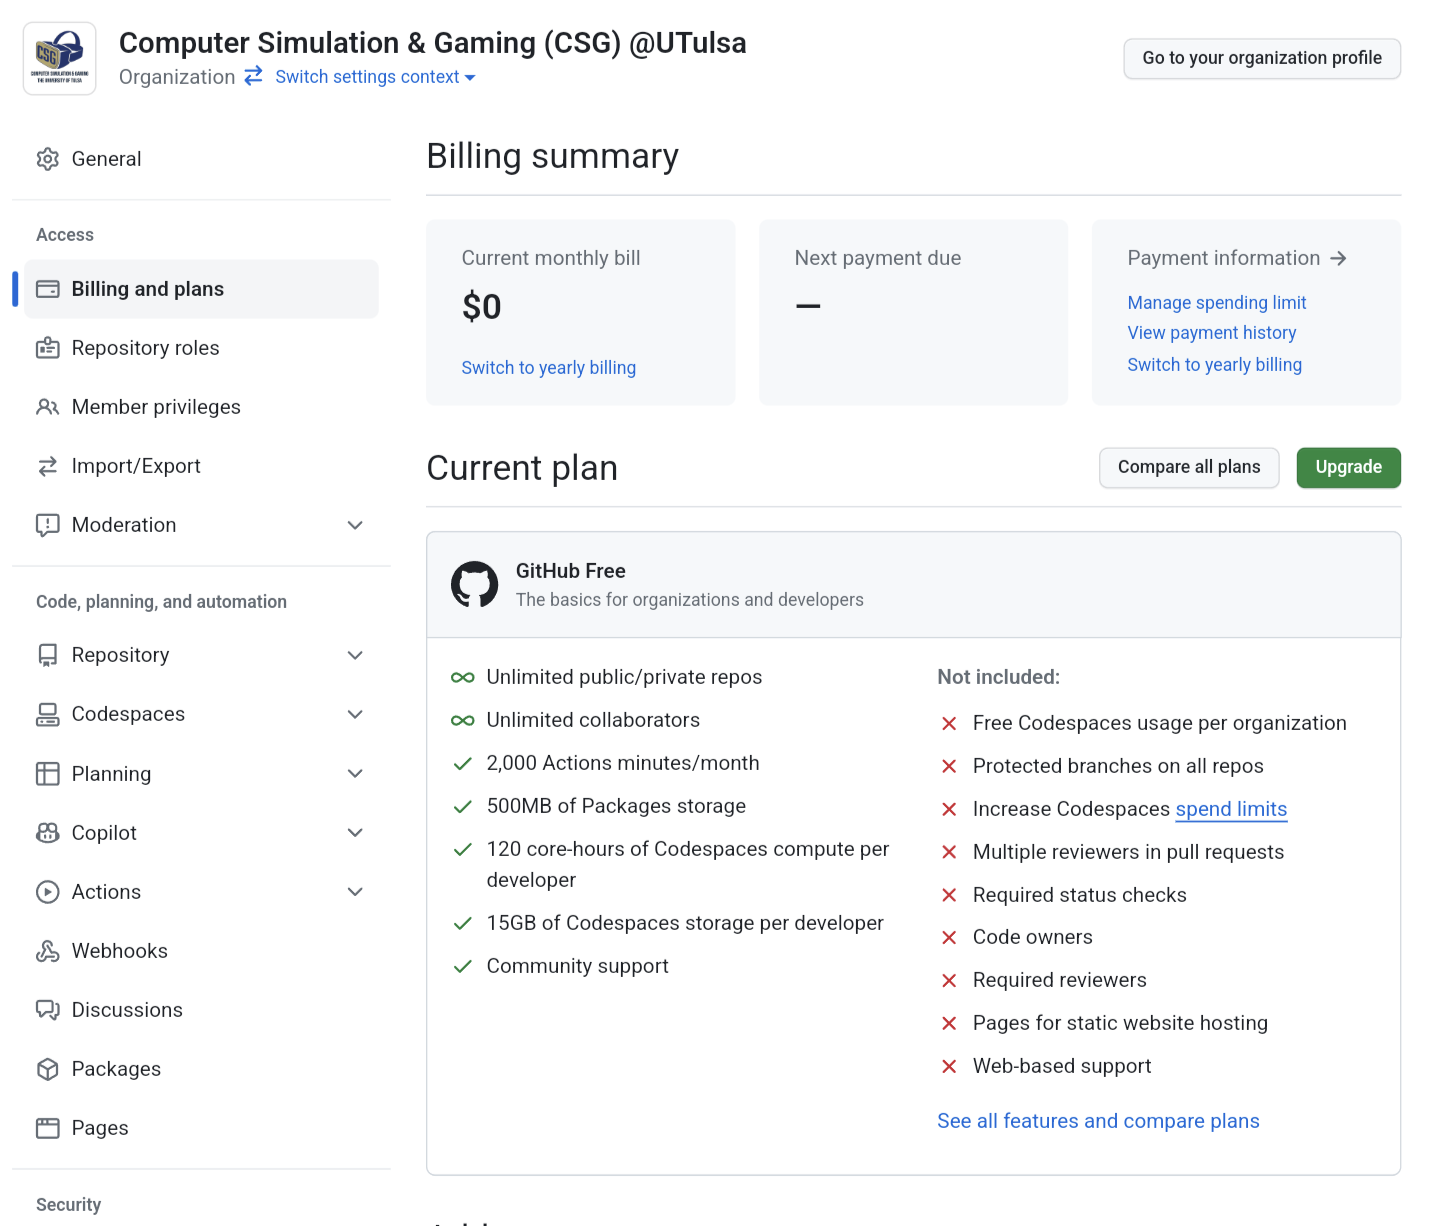 CSG
COMPUTER SIMULATION & GAMING
THE UNIVERSITY OF TULSA
Computer Simulation & Gaming (CSG) @UTulsa
Organization Switch settings context
Go to your organization profile
General
Access
Billing and plans
Repository roles
Member privileges
Import/Export
Moderation
Code, planning, and automation
Repository
Codespaces
Planning
Copilot
Actions
Webhooks
Discussions
Packages
Pages
Security
Billing summary
Current monthly bill
$0
Switch to yearly billing
Next payment due
—
Payment information →
Manage spending limit
View payment history
Switch to yearly billing
Current plan
Compare all plans
Upgrade
GitHub Free
The basics for organizations and developers
Unlimited public/private repos
Unlimited collaborators
2,000 Actions minutes/month
500MB of Packages storage
120 core-hours of Codespaces compute per
developer
15GB of Codespaces storage per developer
Community support
Not included:
Free Codespaces usage per organization
Protected branches on all repos
Increase Codespaces spend limits
Multiple reviewers in pull requests
Required status checks
Code owners
Required reviewers
Pages for static website hosting
Web-based support
See all features and compare plans